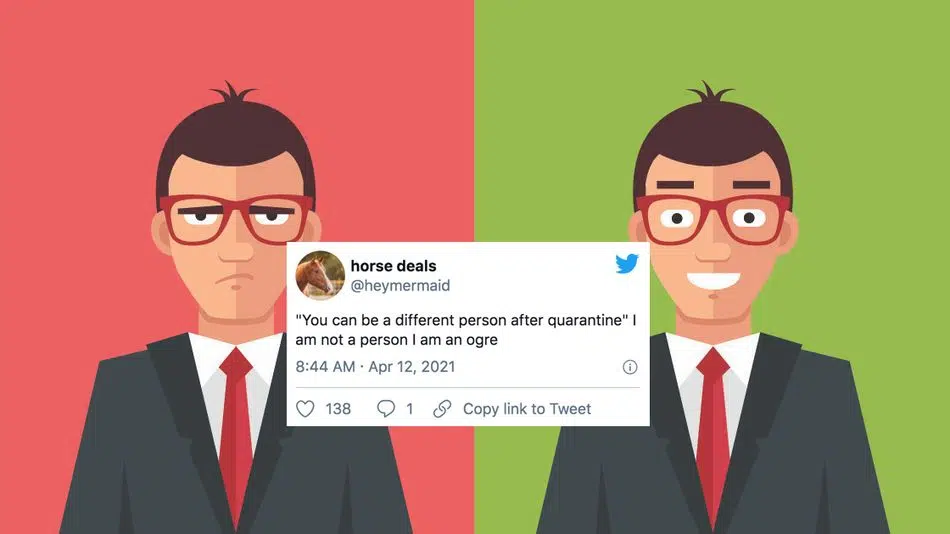 horse deals
@heymermaid
"You can be a different person after quarantine" I
am not a person I am an ogre
8:44 AM · Apr 12, 2021
138 1 Copy link to Tweet